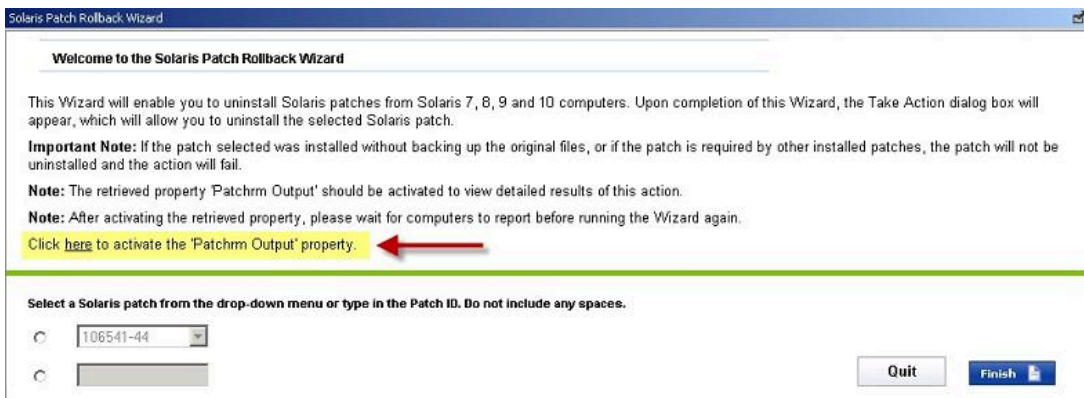 Solaris Patch Rollback Wizard
Welcome to the Solaris Patch Rollback Wizard
This Wizard will enable you to uninstall Solaris patches from Solaris 7, 8, 9 and 10 computers. Upon completion of this Wizard, the Take Action dialog box will
appear, which will allow you to uninstall the selected Solaris patch.
Important Note: If the patch selected was installed without backing up the original files, or if the patch is required by other installed patches, the patch will not be
uninstalled and the action will fail.
Note: The retrieved property 'Patchrm Output' should be activated to view detailed results of this action.
Note: After activating the retrieved property, please wait for computers to report before running the Wizard again.
Click here to activate the 'Patchrm Output' property.
Select a Solaris patch from the drop-down menu or type in the Patch ID. Do not include any spaces.
106541-44
Quit
Finish